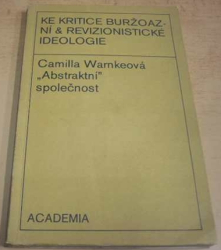 KE KRITICE BURŽOAZ-
NÍ & REVIZIONISTICKÉ
IDEOLOGIE
Camilla Warnkeová
„Abstraktní"
společnost
ACADEMIA